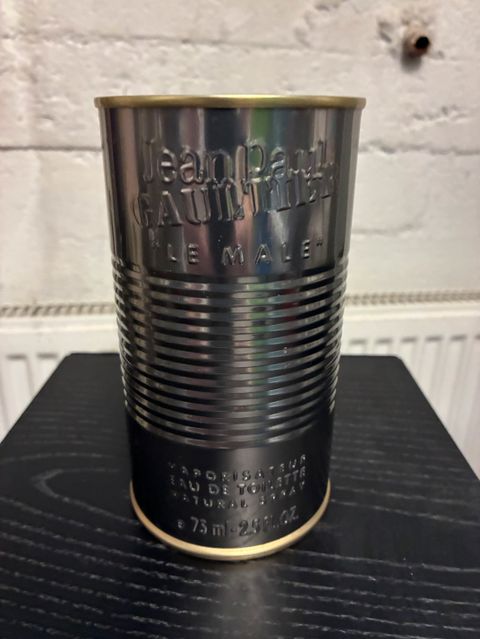 Jean Paul
GAULTIER
"LE MALE"
VAPORISATEUR
EAU DE TOILETTE
NATURAL SPRAY
e 75 ml - 2.5 fl.oz.